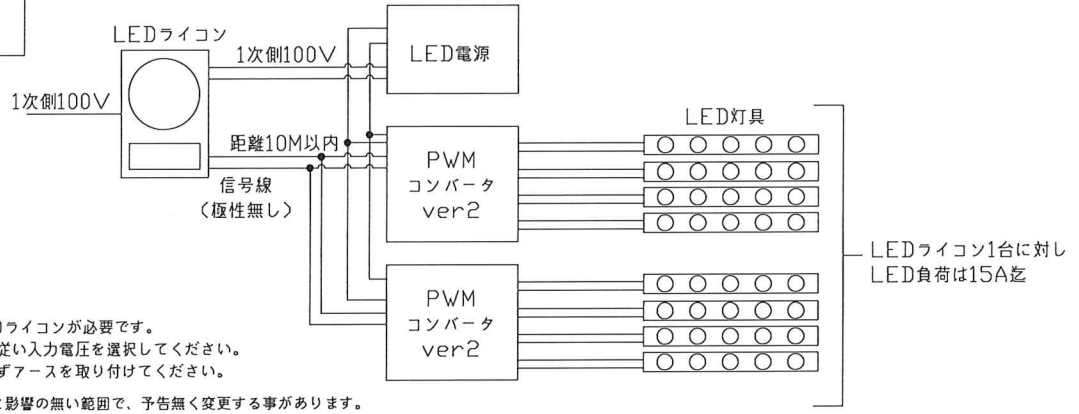 LEDライコン
1次側100V
LED電源
1次側100V
LED灯具
距離10M以内
PWM
コンバータ
ver2
信号線
(極性無し)
LEDライコン1台に対し
LED負荷は15A迄
PWM
コンバータ
ver2
ライコンが必要です。
従い入力電圧を選択してください。
ずアースを取り付けてください。
影響の無い範囲で、予告無く変更する事があります。